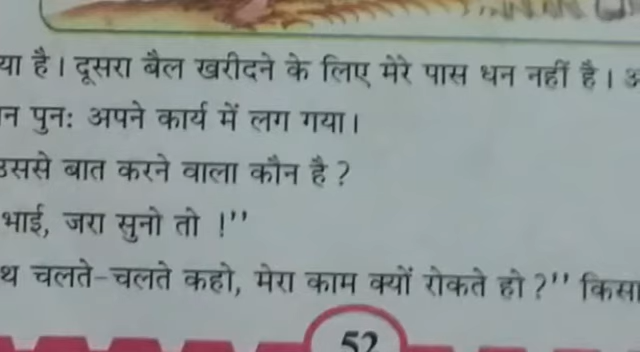 या है। दूसरा बैल खरीदने के लिए मेरे पास धन नहीं है।
न पुनः अपने कार्य में लग गया।
उससे बात करने वाला कौन है ?
भाई, जरा सुनो तो !''
थ चलते-चलते कहो, मेरा काम क्यों रोकते हो ?'' किसा
52